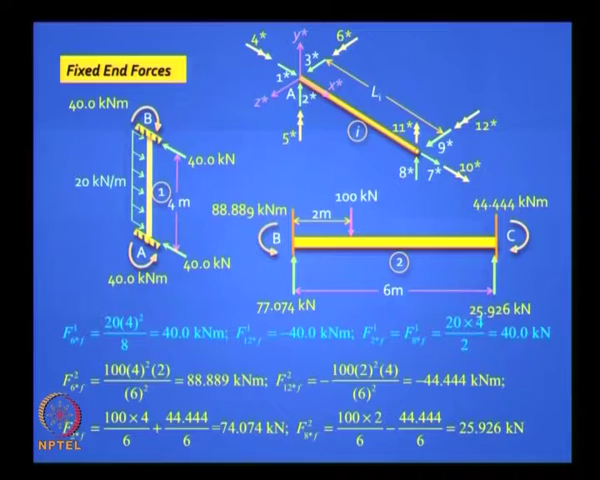 Fixed End Forces
y*
4*
6*
3*
1*
x*
z*
A
2*
L_i
5*
i
11*
12*
9*
10*
8*
7*
40.0 kNm
B
40.0 kN
20 kN/m
1
4 m
A
40.0 kN
40.0 kNm
100 kN
88.889 kNm
44.444 kNm
2m
B
C
2
6m
77.074 kN
25.926 kN
F^1_{6*f} = 20(4)^2/8 = 40.0 kNm; F^1_{12*f} = -40.0 kNm; F^1_{2*f} = F^1_{8*f} = 20×4/2 = 40.0 kN
F^2_{6*f} = 100(4)^2(2)/(6)^2 = 88.889 kNm; F^2_{12*f} = -100(2)^2(4)/(6)^2 = -44.444 kNm;
F^2_{2*f} = 100×4/6 + 44.444/6 =74.074 kN; F^2_{8*f} = 100×2/6 - 44.444/6 = 25.926 kN
NPTEL